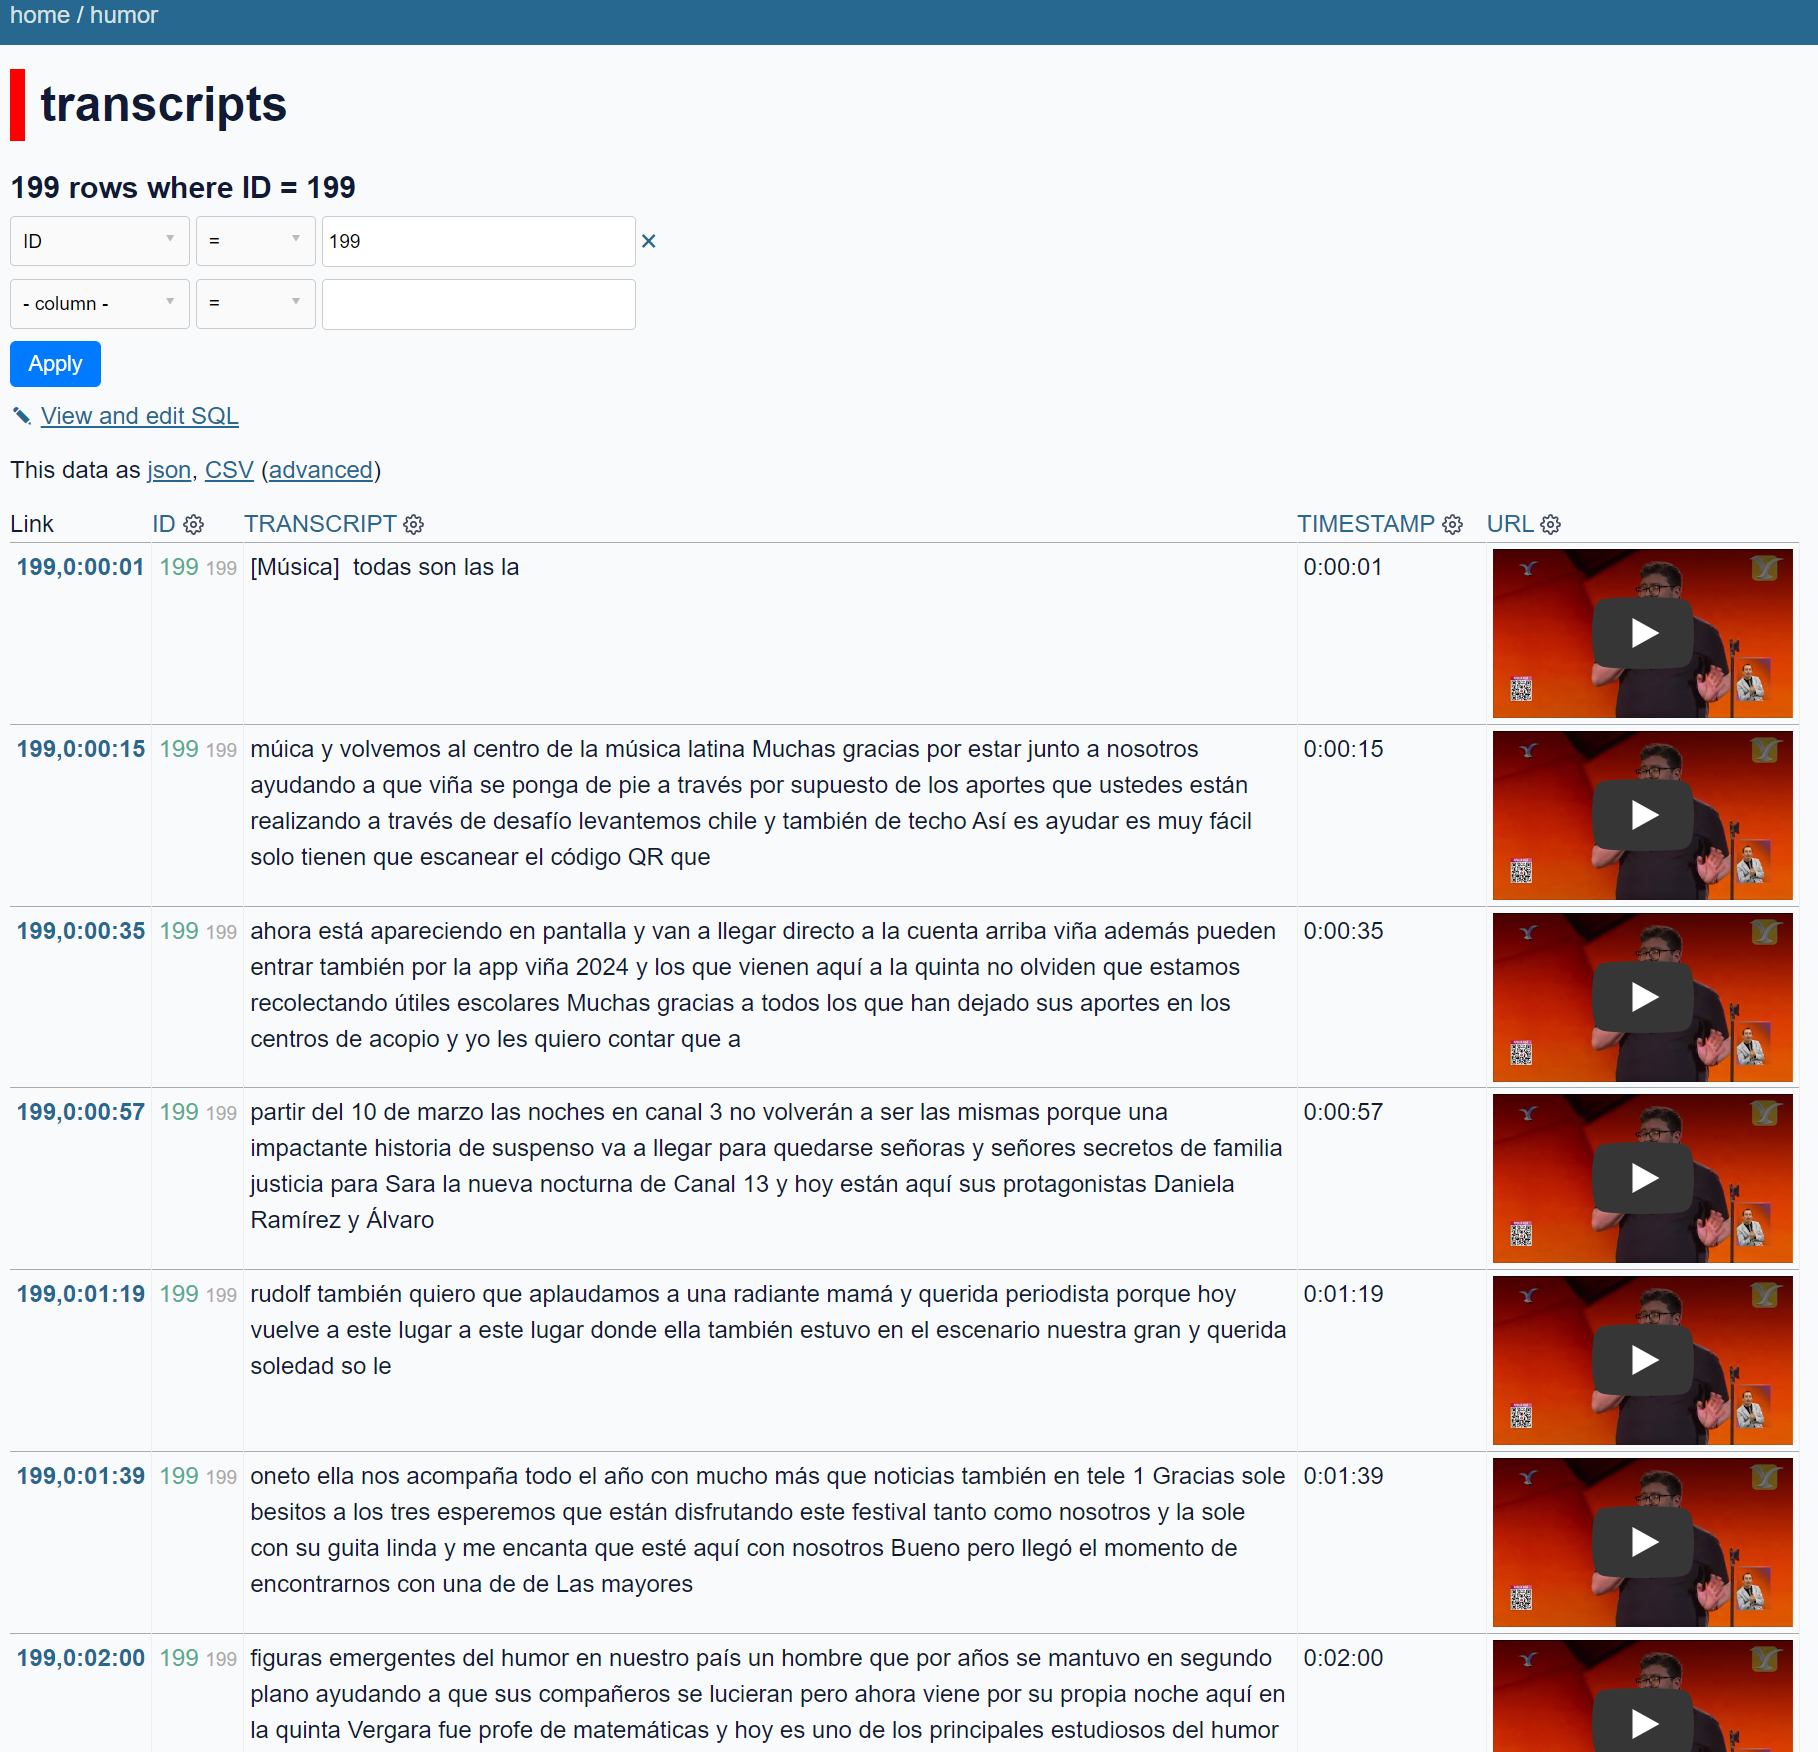 home / humor
transcripts
199 rows where ID = 199
ID = 199 ✕
- column - =
Apply
View and edit SQL
This data as json, CSV (advanced)
Link ID TRANSCRIPT TIMESTAMP URL
199,0:00:01 199 199 [Música]  todas son las la 0:00:01
199,0:00:15 199 199 múica y volvemos al centro de la música latina Muchas gracias por estar junto a nosotros 0:00:15
ayudando a que viña se ponga de pie a través por supuesto de los aportes que ustedes están
realizando a través de desafío levantemos chile y también de techo Así es ayudar es muy fácil
solo tienen que escanear el código QR que
199,0:00:35 199 199 ahora está apareciendo en pantalla y van a llegar directo a la cuenta arriba viña además pueden 0:00:35
entrar también por la app viña 2024 y los que vienen aquí a la quinta no olviden que estamos
recolectando útiles escolares Muchas gracias a todos los que han dejado sus aportes en los
centros de acopio y yo les quiero contar que a
199,0:00:57 199 199 partir del 10 de marzo las noches en canal 3 no volverán a ser las mismas porque una 0:00:57
impactante historia de suspenso va a llegar para quedarse señoras y señores secretos de familia
justicia para Sara la nueva nocturna de Canal 13 y hoy están aquí sus protagonistas Daniela
Ramírez y Álvaro
199,0:01:19 199 199 rudolf también quiero que aplaudamos a una radiante mamá y querida periodista porque hoy 0:01:19
vuelve a este lugar a este lugar donde ella también estuvo en el escenario nuestra gran y querida
soledad so le
199,0:01:39 199 199 oneto ella nos acompaña todo el año con mucho más que noticias también en tele 1 Gracias sole 0:01:39
besitos a los tres esperemos que están disfrutando este festival tanto como nosotros y la sole
con su guita linda y me encanta que esté aquí con nosotros Bueno pero llegó el momento de
encontrarnos con una de de Las mayores
199,0:02:00 199 199 figuras emergentes del humor en nuestro país un hombre que por años se mantuvo en segundo 0:02:00
plano ayudando a que sus compañeros se lucieran pero ahora viene por su propia noche aquí en
la quinta Vergara fue profe de matemáticas y hoy es uno de los principales estudiosos del humor